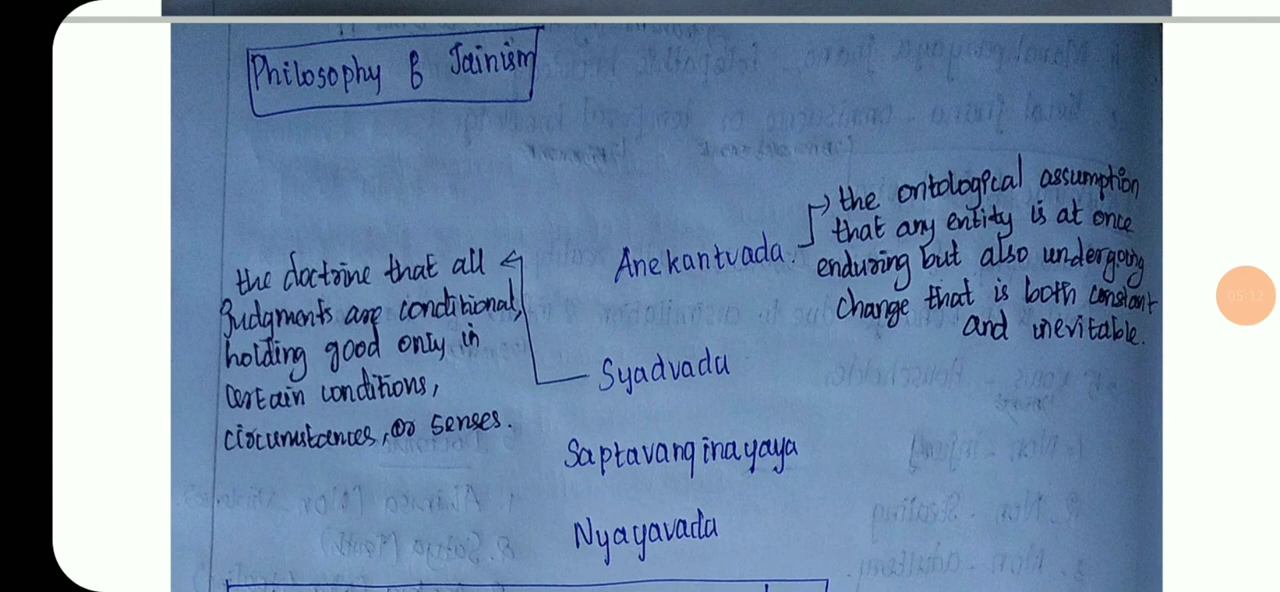 Philosophy & Jainism
the ontological assumption
that any entity is at once
enduring but also undergoing
change that is both constant
and inevitable.
Anekantvada
the doctrine that all
judgments are conditional,
holding good only in
certain conditions,
circumstances, or senses.
Syadvada
Saptavanginayaya
Nyayavada
05:12